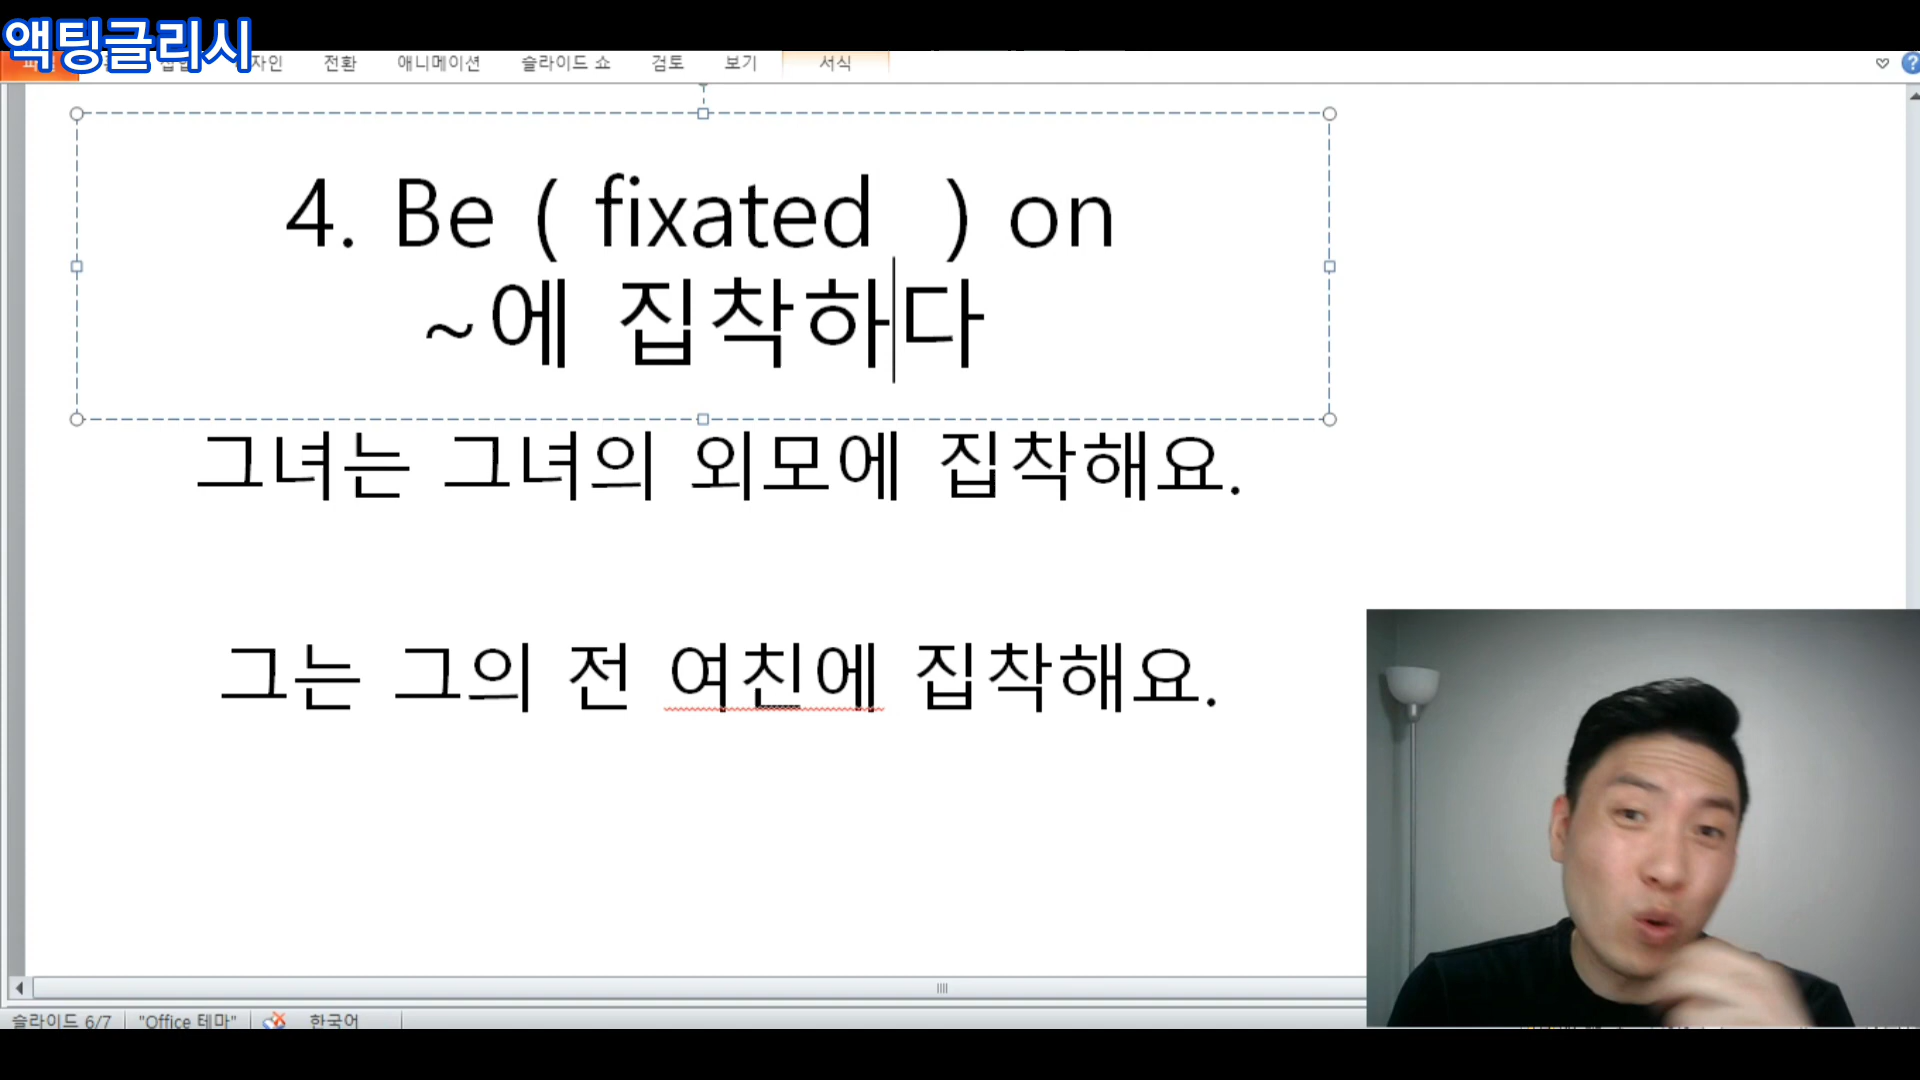 액팅글리시
전환 애니메이션 슬라이드 쇼 검토 보기 서식
4. Be ( fixated ) on
~에 집착하다
그녀는 그녀의 외모에 집착해요.
그는 그의 전 여친에 집착해요.
슬라이드 6/7 "Office 테마" 한국어